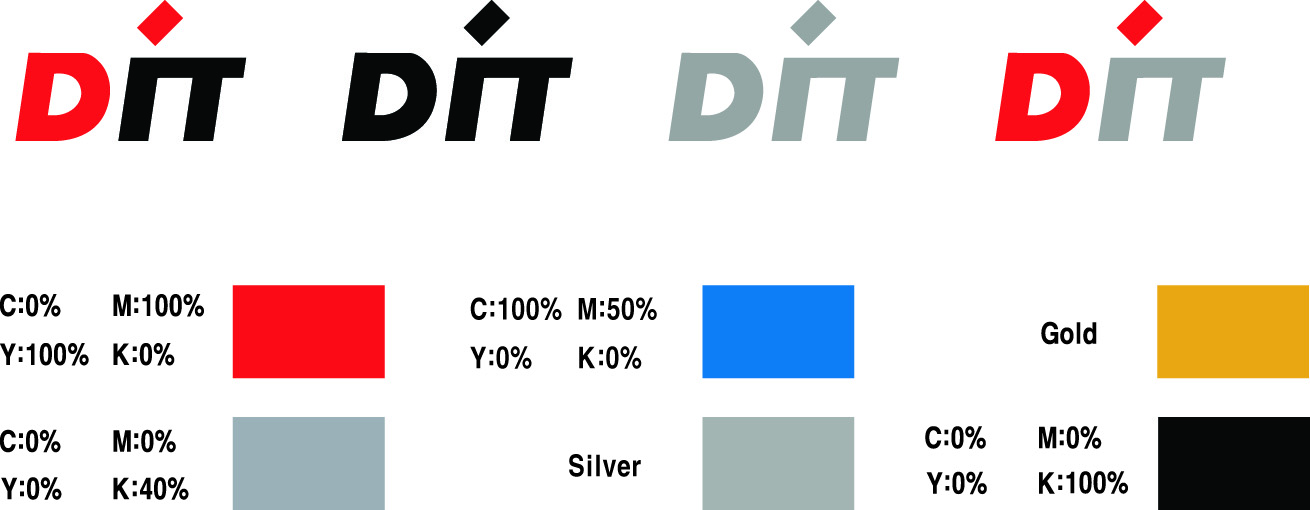 DiT DiT DiT DiT
C:0% M:100%
Y:100% K:0%
C:100% M:50%
Y:0% K:0%
Gold
C:0% M:0%
Y:0% K:40%
Silver
C:0% M:0%
Y:0% K:100%